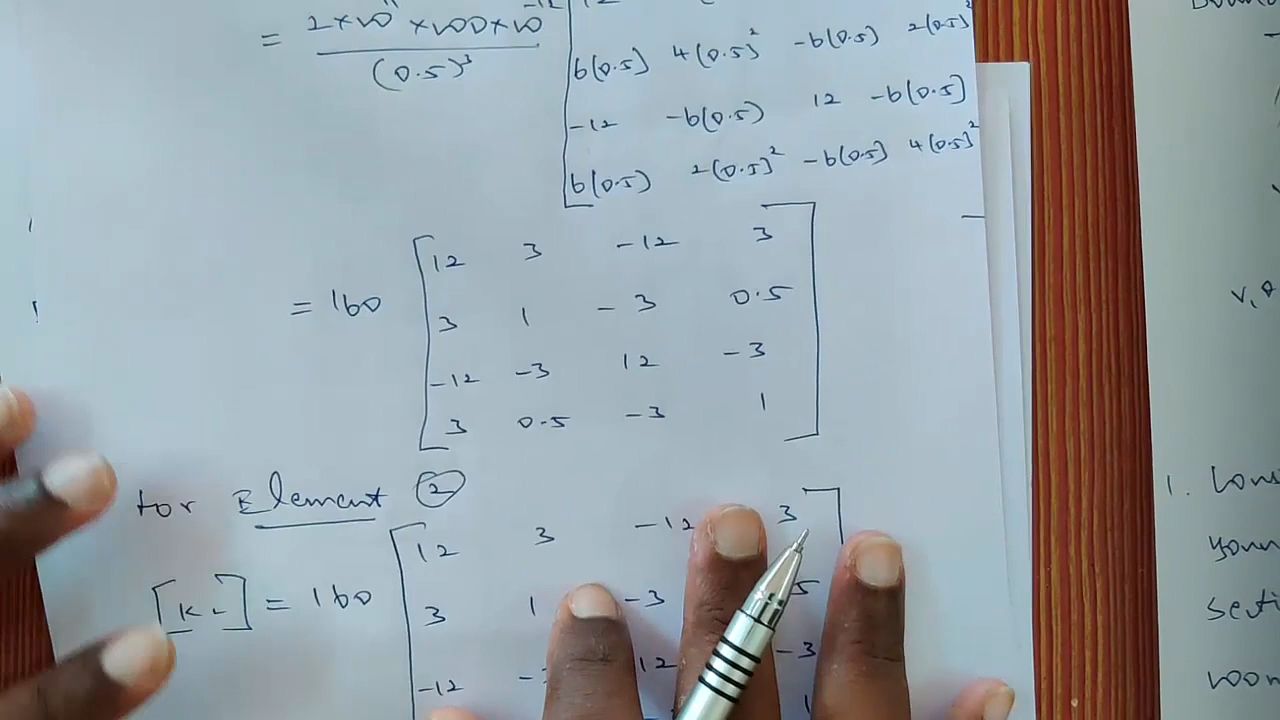 = 2×10¹¹ ×100×10⁻¹² / (0.5)³
6(0.5) 4(0.5)² -6(0.5) 2(0.5)²
-12 -6(0.5) 12 -6(0.5)
6(0.5) 2(0.5)² -6(0.5) 4(0.5)²
= 160
12 3 -12 3
3 1 -3 0.5
-12 -3 12 -3
3 0.5 -3 1
for Element ②
[K2] = 160
12 3 -12 3
3 1 -3 5
-12 - 12 -3
1
v, θ
1.